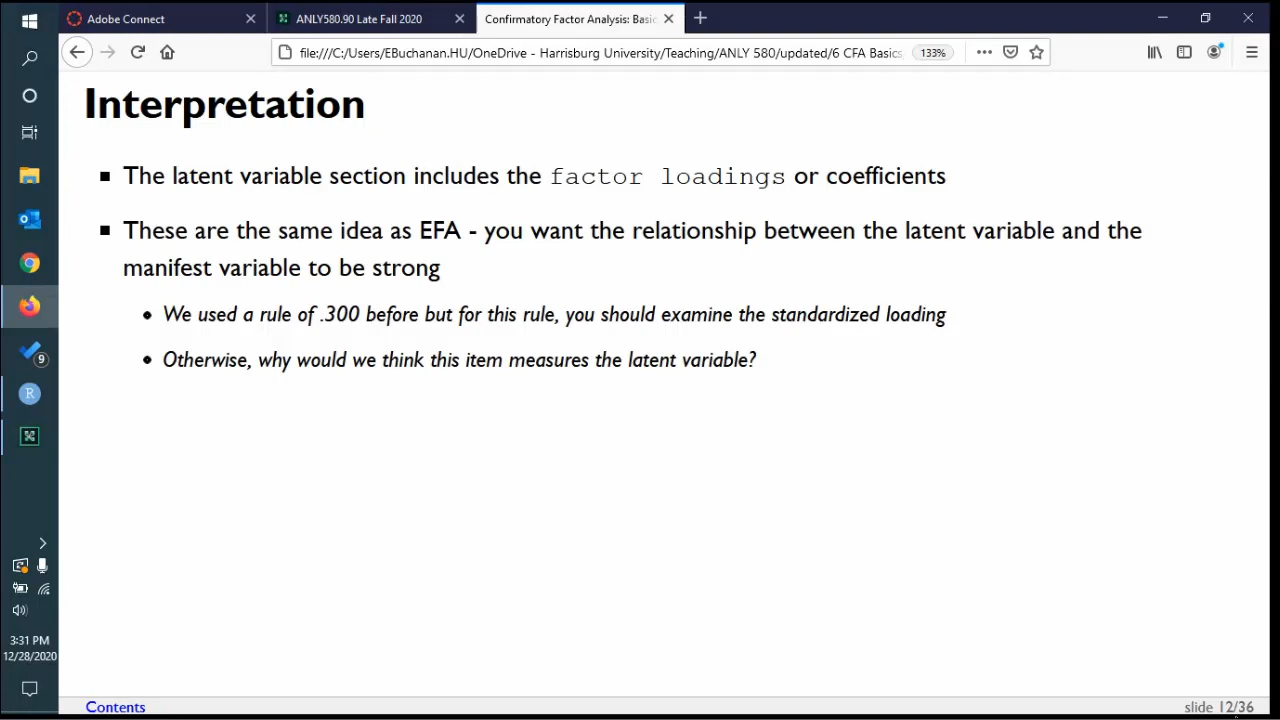 Adobe Connect
ANLY580.90 Late Fall 2020
Confirmatory Factor Analysis: Basic
file:///C:/Users/EBuchanan.HU/OneDrive - Harrisburg University/Teaching/ANLY 580/updated/6 CFA Basics
133%
Interpretation
The latent variable section includes the factor loadings or coefficients
These are the same idea as EFA - you want the relationship between the latent variable and the
manifest variable to be strong
We used a rule of .300 before but for this rule, you should examine the standardized loading
Otherwise, why would we think this item measures the latent variable?
9
R
3:31 PM
12/28/2020
Contents
slide 12/36